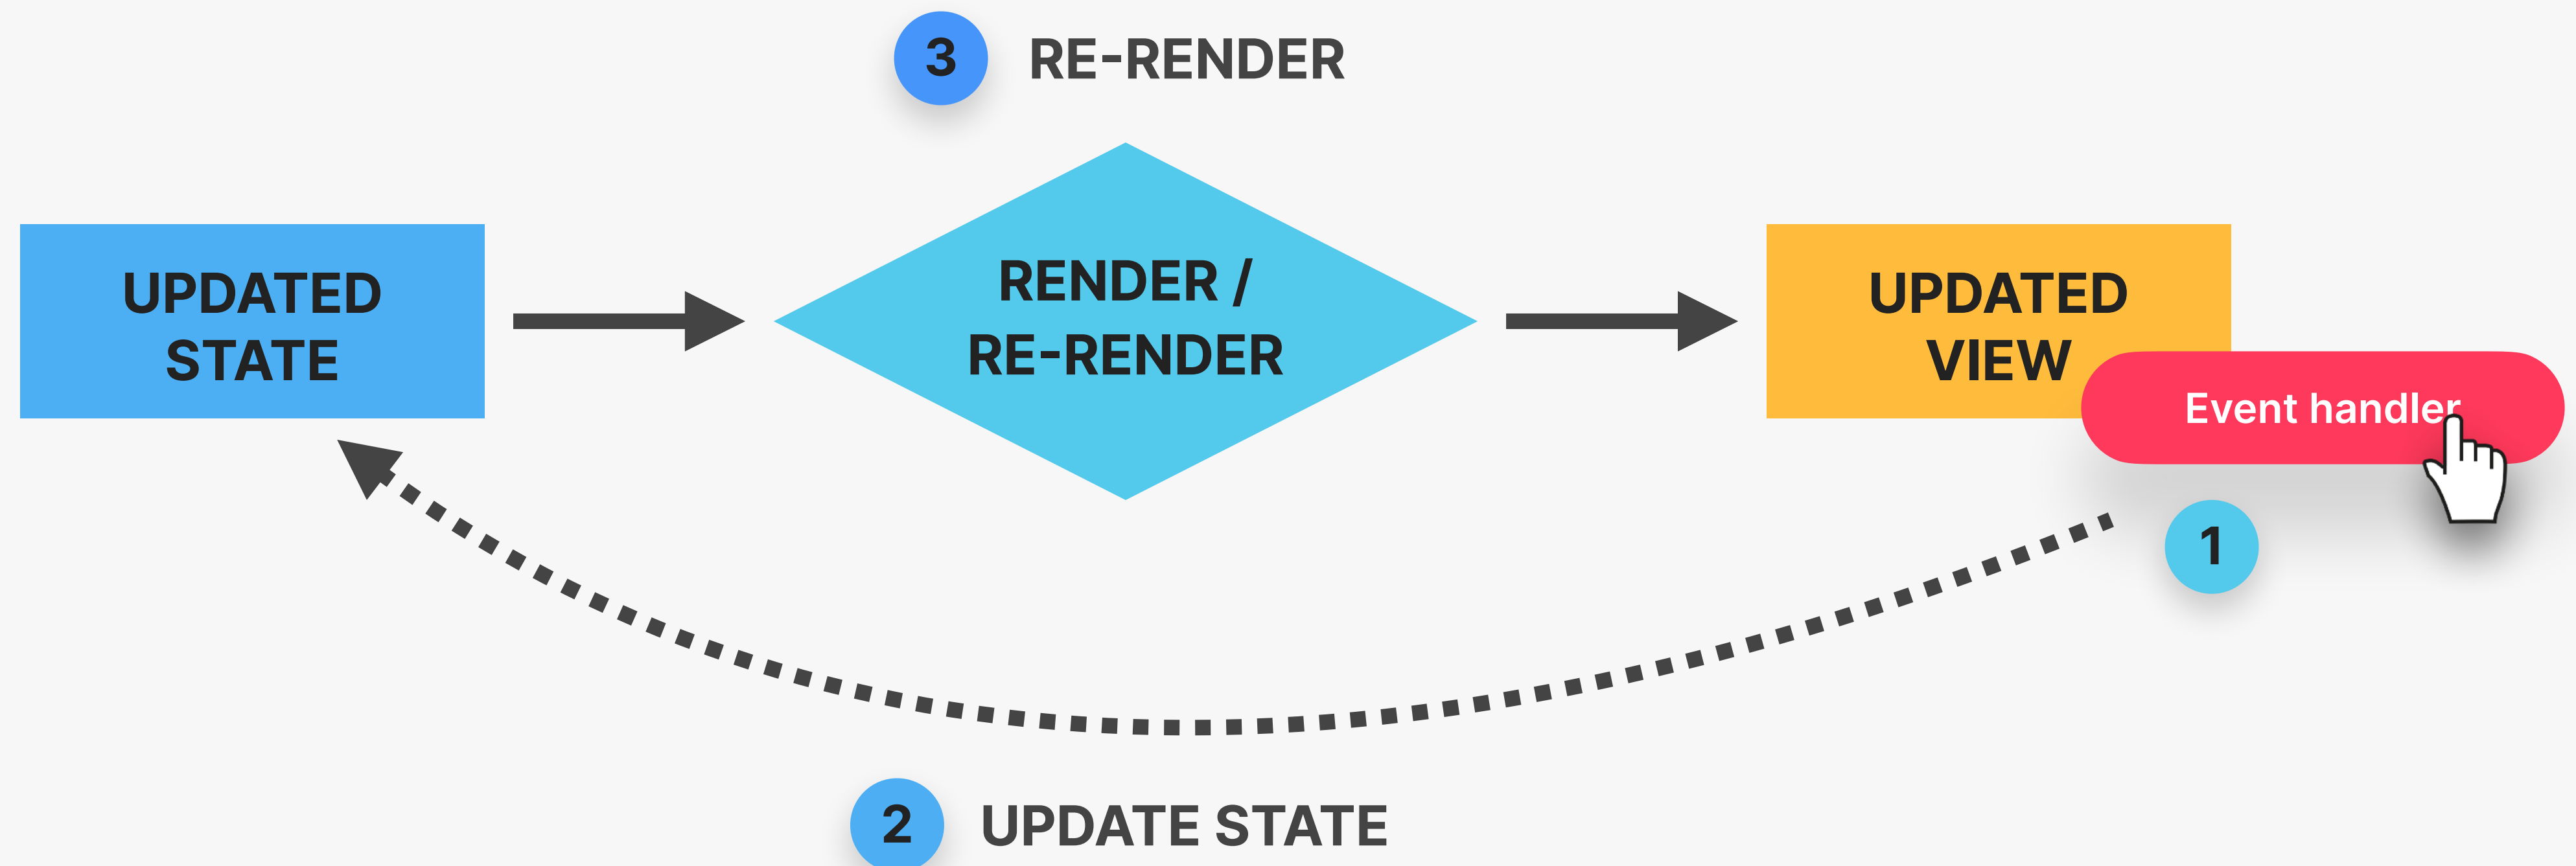 3
RE-RENDER
UPDATED
STATE
RENDER /
RE-RENDER
UPDATED
VIEW
Event handler
1
2
UPDATE STATE